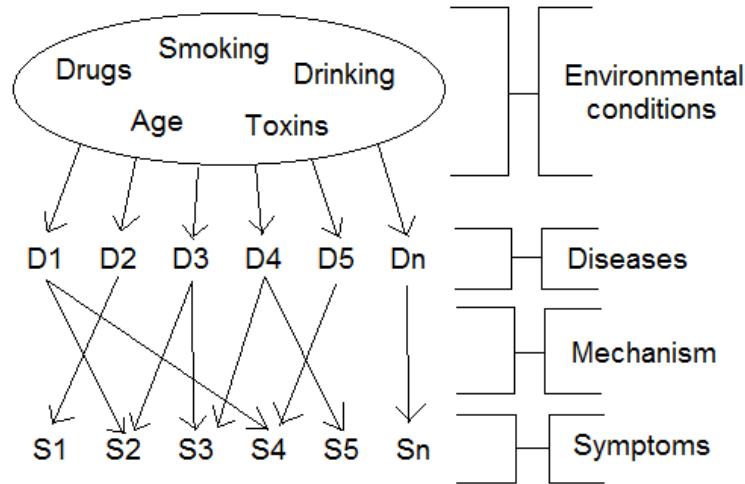 Smoking
Drugs
Drinking
Age
Toxins
Environmental
conditions
D1 D2 D3 D4 D5 Dn
Diseases
Mechanism
S1 S2 S3 S4 S5 Sn
Symptoms